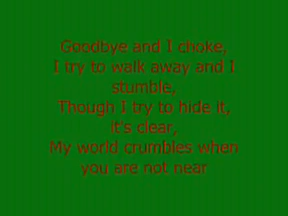 Goodbye and I choke,
I try to walk away and I
stumble,
Though I try to hide it,
it's clear,
My world crumbles when
you are not near